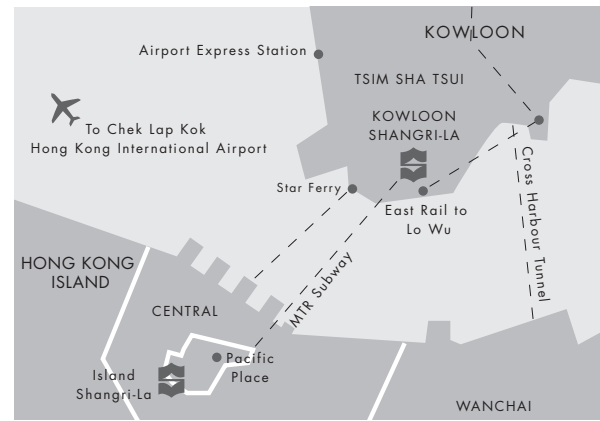 KOWLOON
Airport Express Station
TSIM SHA TSUI
KOWLOON
SHANGRI-LA
To Chek Lap Kok
Hong Kong International Airport
Star Ferry
East Rail to
Lo Wu
Cross Harbour Tunnel
MTR Subway
HONG KONG
ISLAND
CENTRAL
Pacific
Place
Island
Shangri-La
WANCHAI